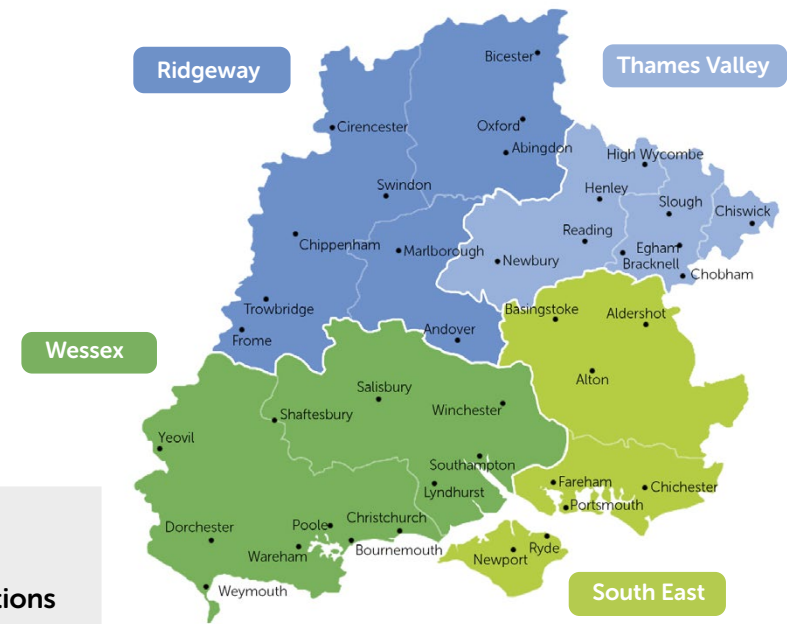 Ridgeway
Thames Valley
Bicester
Cirencester
Oxford
Abingdon
High Wycombe
Swindon
Henley
Slough
Chiswick
Chippenham
Marlborough
Reading
Egham
Newbury
Bracknell
Chobham
Trowbridge
Basingstoke
Aldershot
Frome
Andover
Wessex
Salisbury
Alton
Shaftesbury
Winchester
Yeovil
Southampton
Lyndhurst
Fareham
Chichester
Portsmouth
Dorchester
Poole
Christchurch
Wareham
Bournemouth
Newport
Ryde
Weymouth
South East
tions